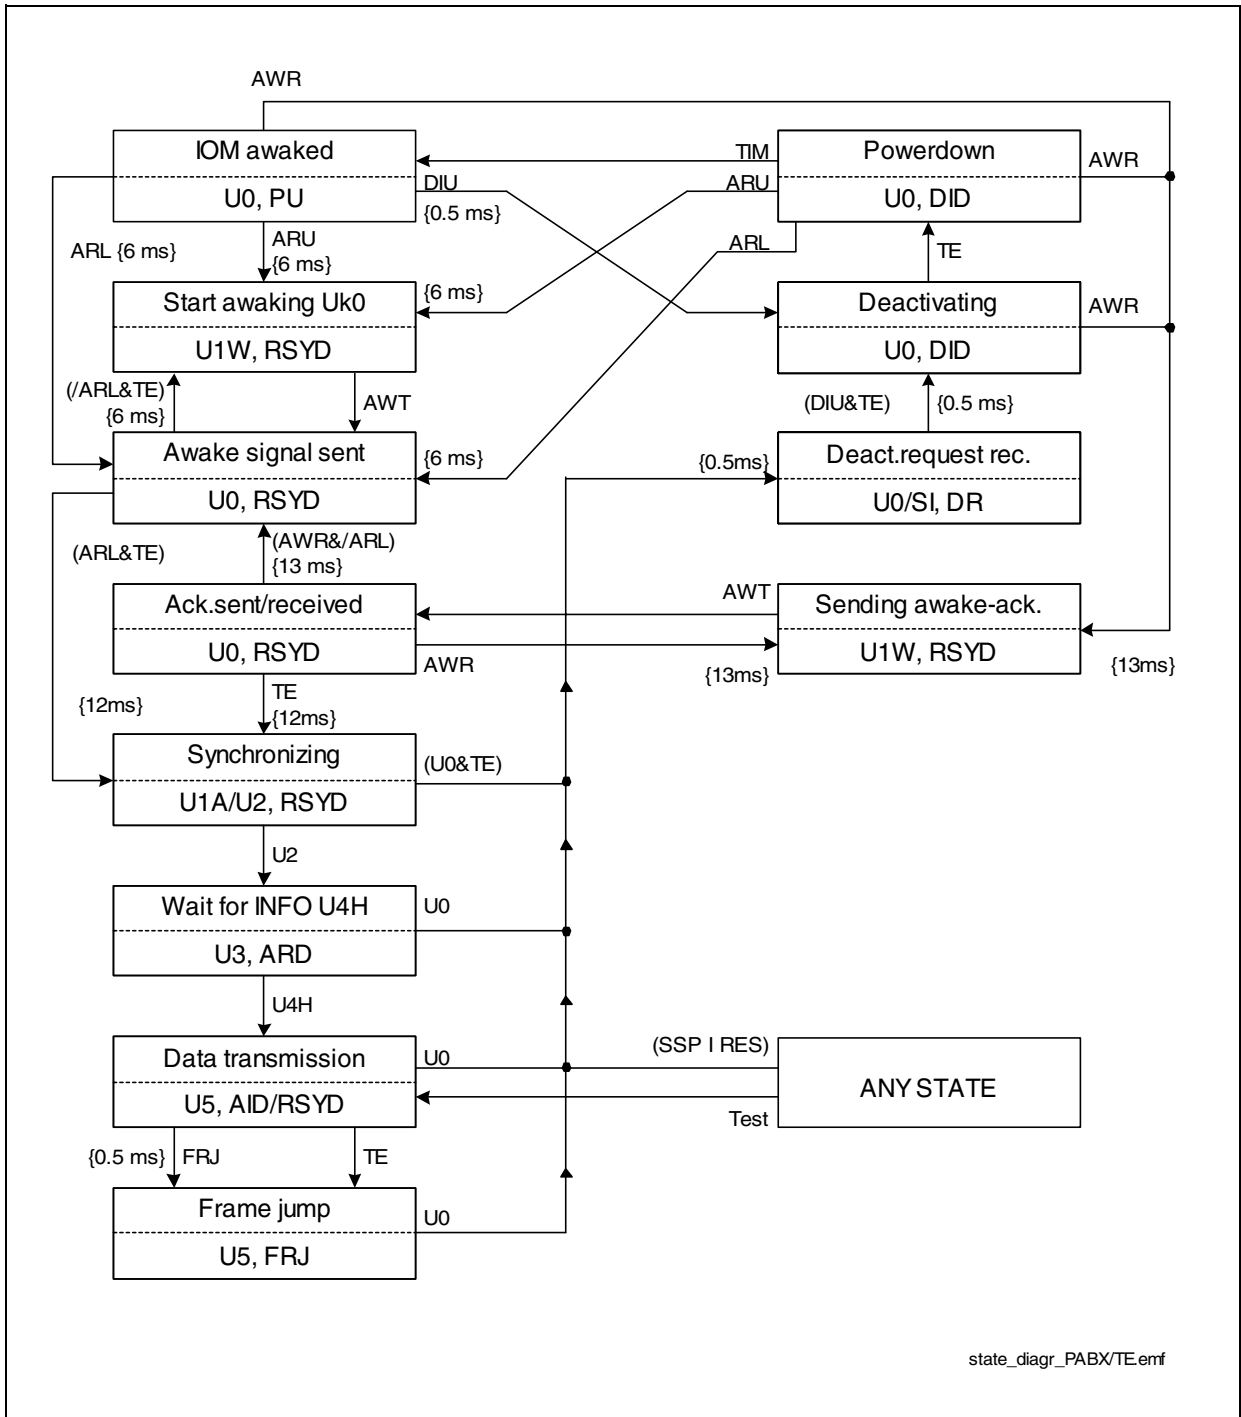 AWR
IOM awaked
U0, PU
TIM
ARU
ARL
Powerdown
U0, DID
AWR
DIU
{0.5 ms}
ARL {6 ms}
ARU
{6 ms}
TE
Start awaking Uk0
U1W, RSYD
{6 ms}
Deactivating
U0, DID
AWR
(/ARL&TE)
{6 ms}
AWT
(DIU&TE)
{0.5 ms}
Awake signal sent
U0, RSYD
{6 ms}
{0.5ms}
Deact.request rec.
U0/SI, DR
(ARL&TE)
(AWR&/ARL)
{13 ms}
Ack.sent/received
U0, RSYD
AWT
AWR
{13ms}
Sending awake-ack.
U1W, RSYD
{13ms}
{12ms}
TE
{12ms}
Synchronizing
U1A/U2, RSYD
(U0&TE)
U2
Wait for INFO U4H
U3, ARD
U0
U4H
Data transmission
U5, AID/RSYD
U0
(SSP I RES)
Test
ANY STATE
{0.5 ms}
FRJ
TE
Frame jump
U5, FRJ
U0
state_diagr_PABX/TE.emf